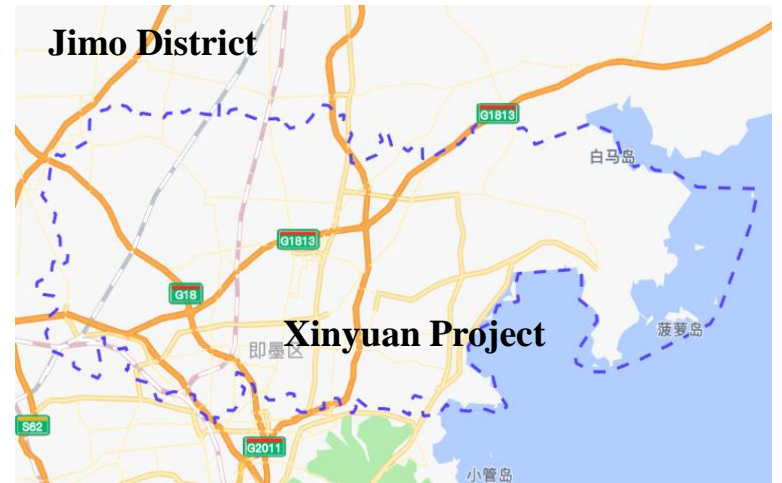 Jimo District
G1813
白马岛
G1813
G18
Xinyuan Project
菠萝岛
即墨区
S62
G2011
小管岛